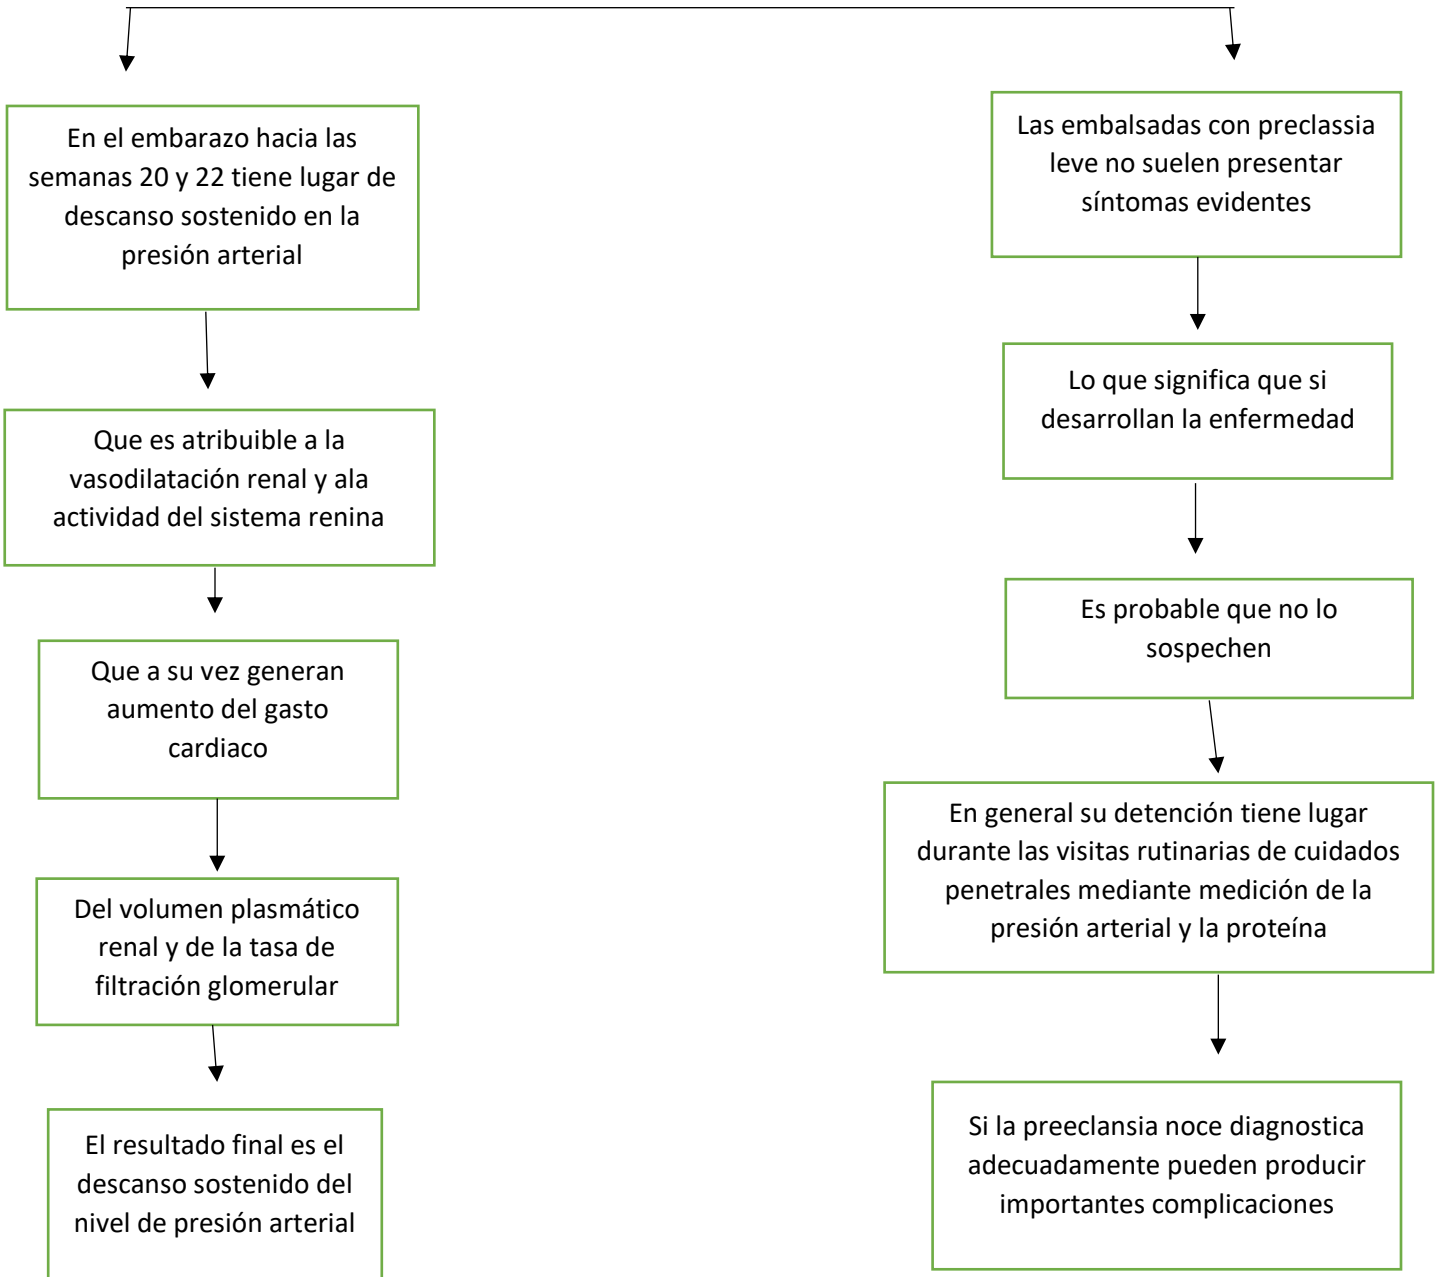 En el embarazo hacia las
semanas 20 y 22 tiene lugar de
descanso sostenido en la
presión arterial
Que es atribuible a la
vasodilatación renal y ala
actividad del sistema renina
Que a su vez generan
aumento del gasto
cardiaco
Del volumen plasmático
renal y de la tasa de
filtración glomerular
El resultado final es el
descanso sostenido del
nivel de presión arterial
Las embalsadas con preclassia
leve no suelen presentar
síntomas evidentes
Lo que significa que si
desarrollan la enfermedad
Es probable que no lo
sospechen
En general su detención tiene lugar
durante las visitas rutinarias de cuidados
penetrales mediante medición de la
presión arterial y la proteína
Si la preeclansia noce diagnostica
adecuadamente pueden producir
importantes complicaciones